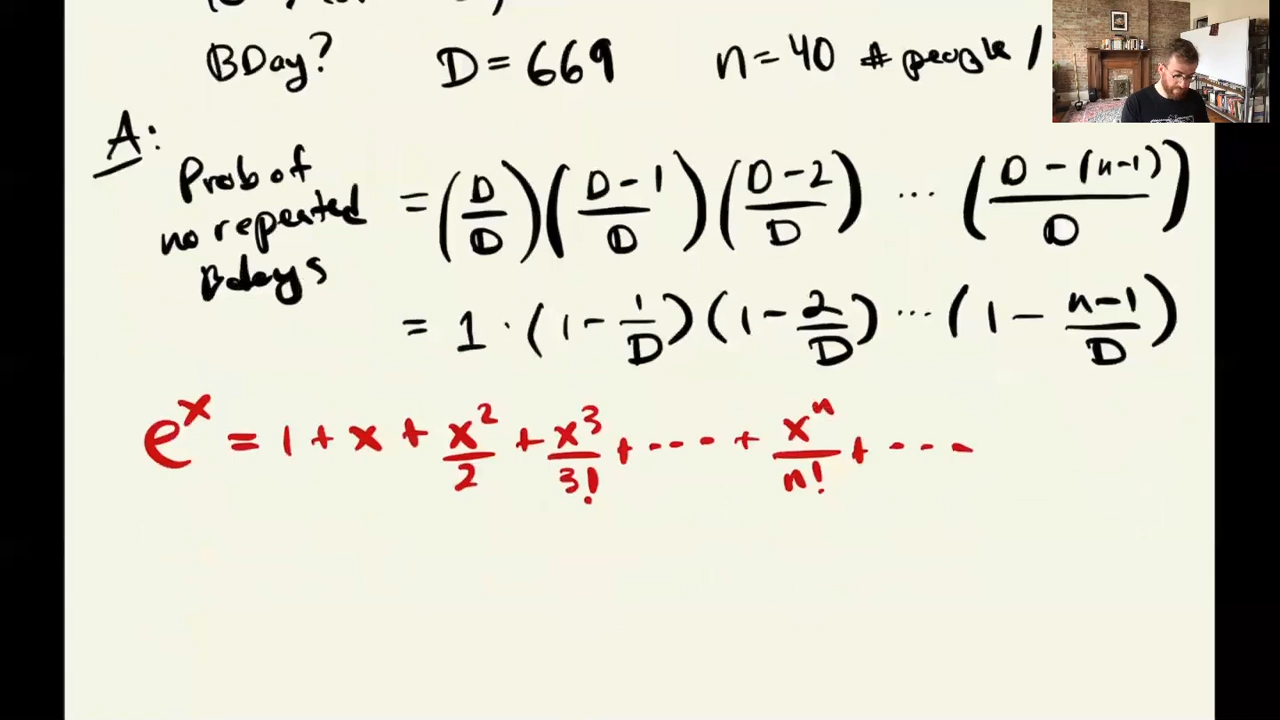 BDay? D = 669 n = 40 # people /
A: Prob of no repeated Bdays = (D/D)((D-1)/D)((D-2)/D) ... ((D-(n-1))/D)
= 1 · (1 - 1/D)(1 - 2/D) ... (1 - (n-1)/D)
e^x = 1 + x + x^2/2 + x^3/3! + ... + x^n/n! + ...